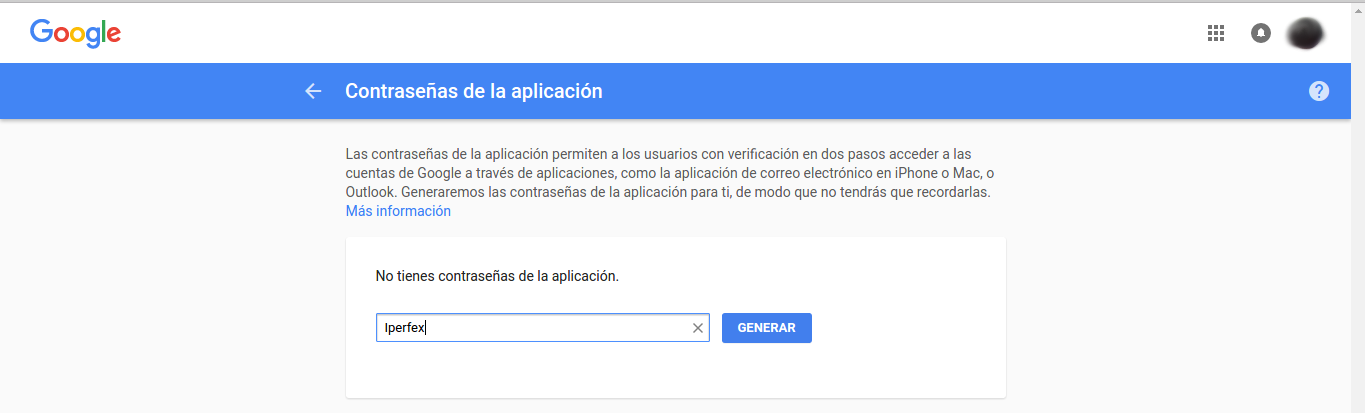 Google
Contraseñas de la aplicación
?
Las contraseñas de la aplicación permiten a los usuarios con verificación en dos pasos acceder a las
cuentas de Google a través de aplicaciones, como la aplicación de correo electrónico en iPhone o Mac, o
Outlook. Generaremos las contraseñas de la aplicación para ti, de modo que no tendrás que recordarlas.
Más información
No tienes contraseñas de la aplicación.
Iperfex
GENERAR